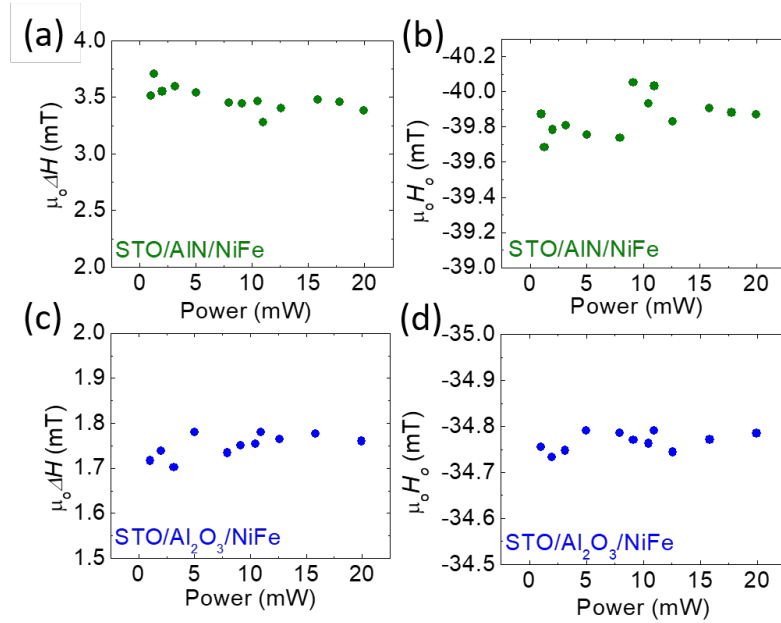 (a)
4.0
3.5
3.0
2.5
2.0
μ₀ΔH (mT)
STO/AlN/NiFe
0 5 10 15 20
Power (mW)
(b)
-40.2
-40.0
-39.8
-39.6
-39.4
-39.2
-39.0
μ₀H₀ (mT)
STO/AlN/NiFe
0 5 10 15 20
Power (mW)
(c)
2.0
1.9
1.8
1.7
1.6
1.5
μ₀ΔH (mT)
STO/Al₂O₃/NiFe
0 5 10 15 20
Power (mW)
(d)
-35.0
-34.9
-34.8
-34.7
-34.6
-34.5
μ₀H₀ (mT)
STO/Al₂O₃/NiFe
0 5 10 15 20
Power (mW)